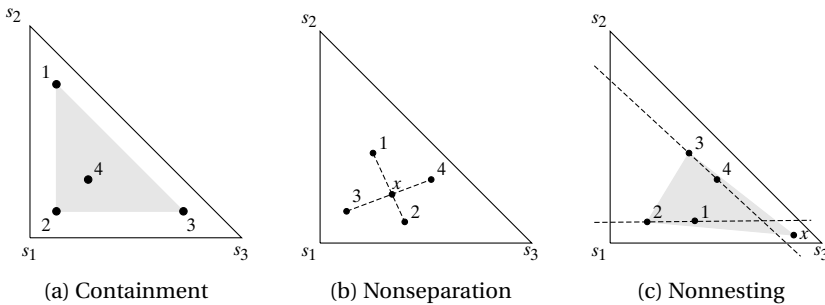 s2
1
4
2
3
s1
s3
(a) Containment
s2
1
4
x
3
2
s1
s3
(b) Nonseparation
s2
3
4
2
1
x
s1
s3
(c) Nonnesting